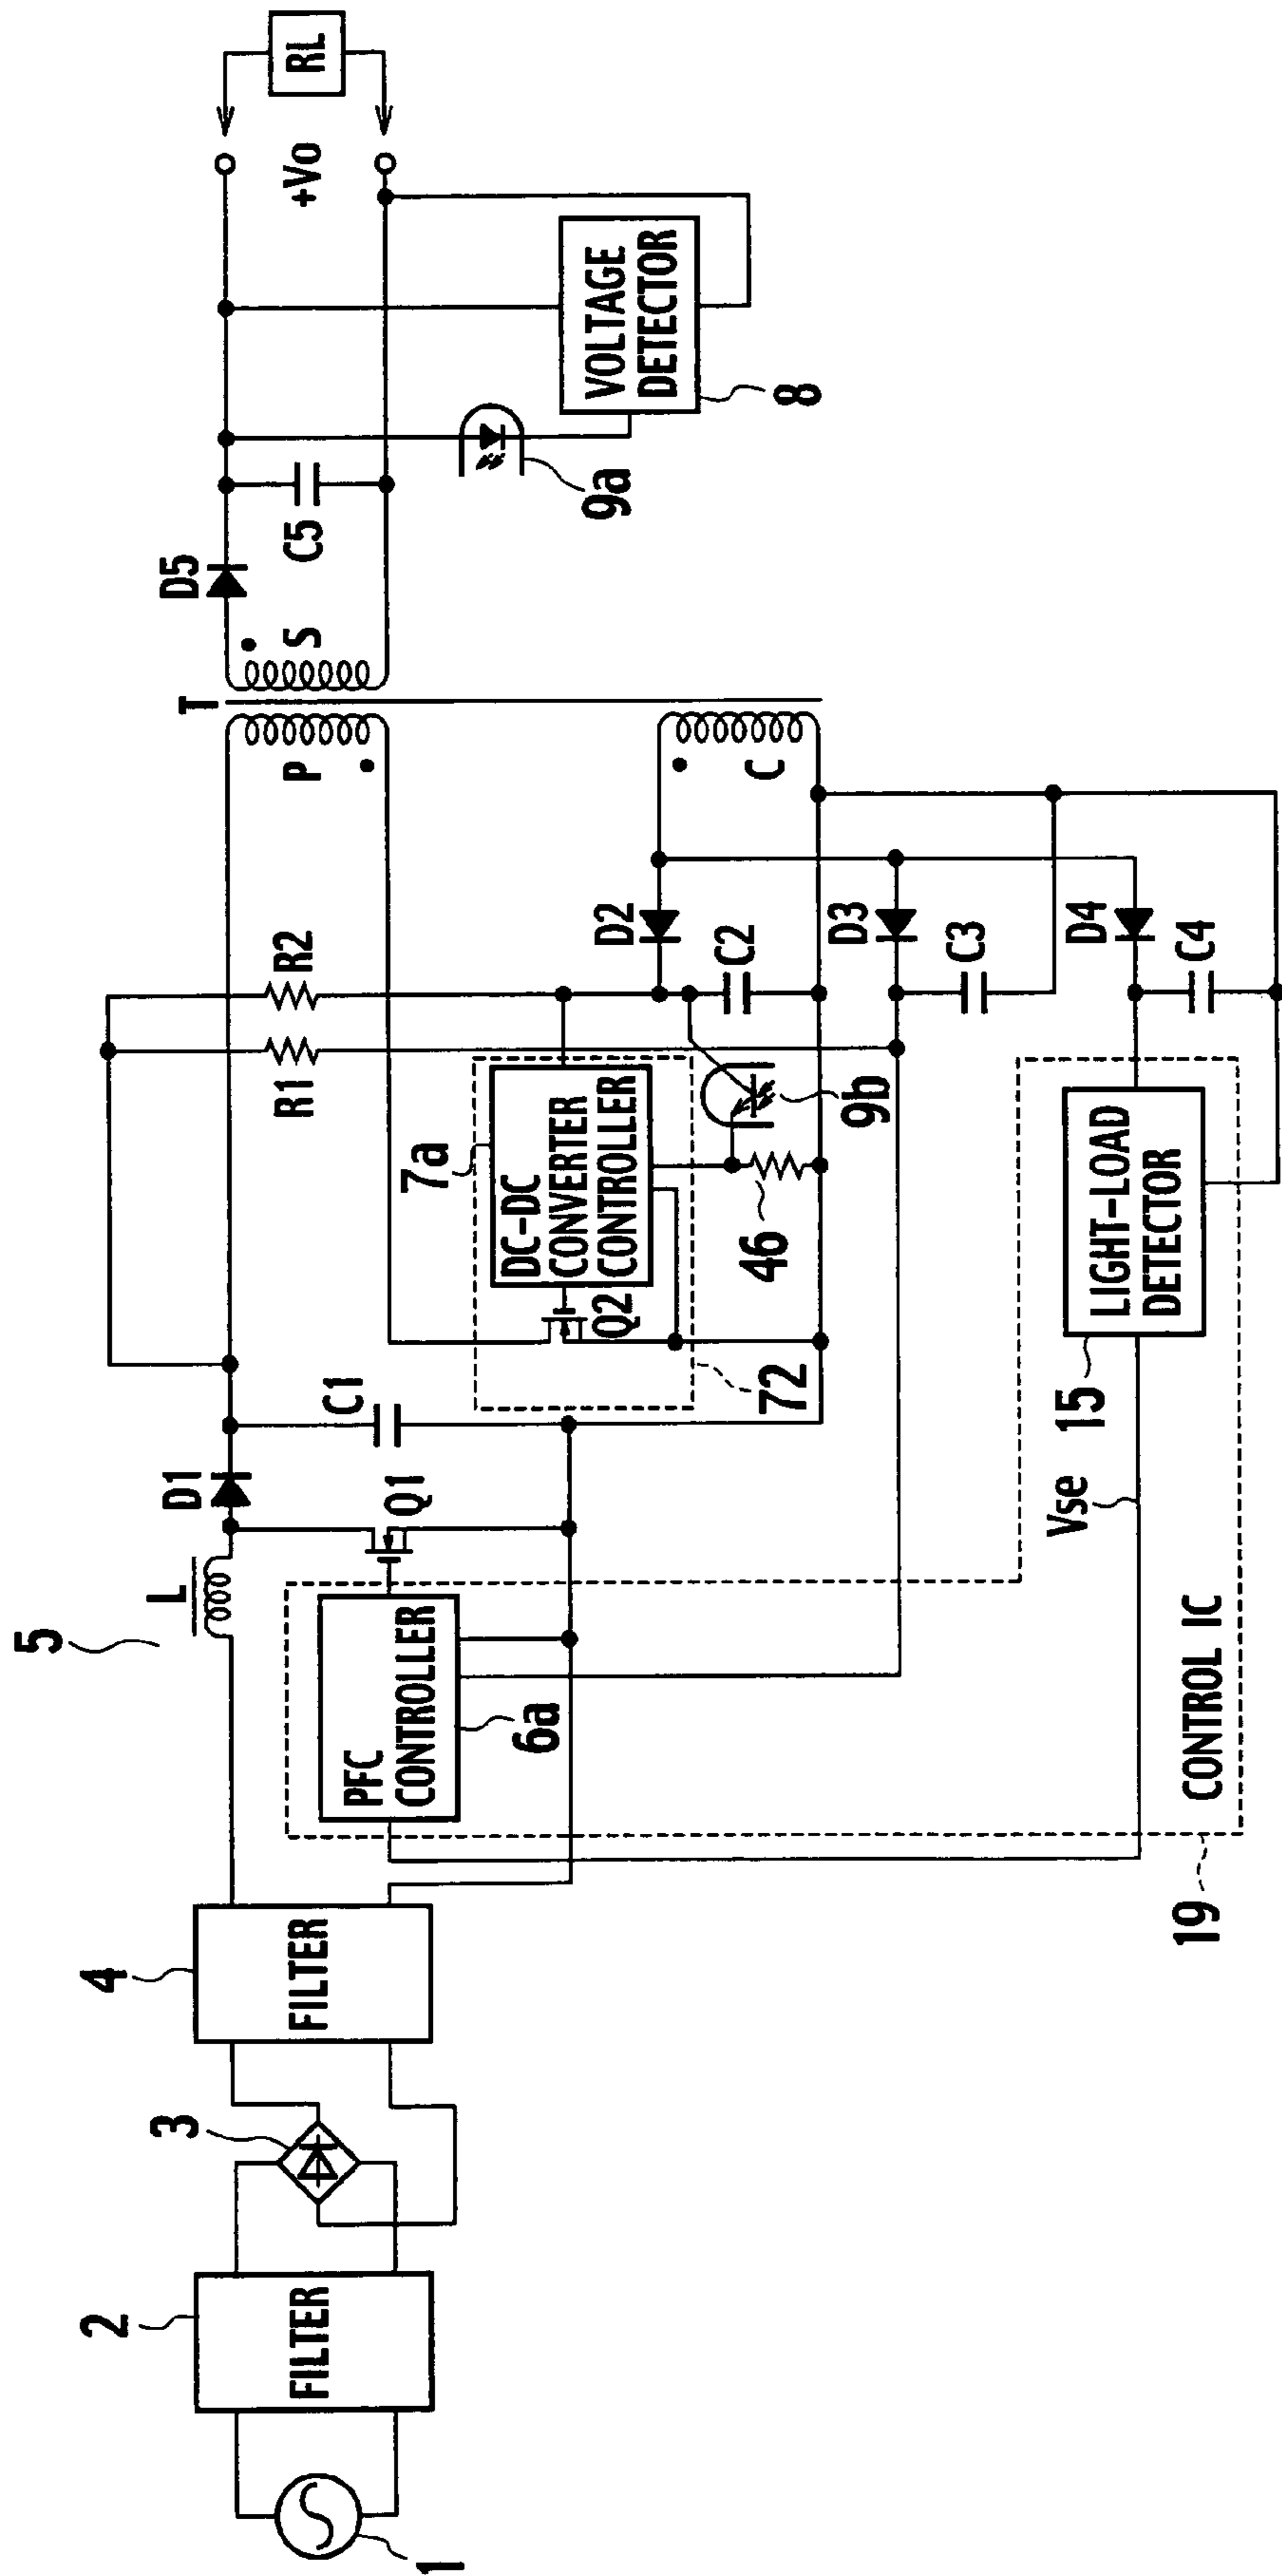 1
2
FILTER
3
4
FILTER
5
L
D1
Q1
C1
PFC
CONTROLLER
6a
R1
R2
7a
DC-DC
CONVERTER
CONTROLLER
Q2
72
46
9b
D2
C2
D3
C3
D4
C4
T
P
S
C
D5
C5
9a
VOLTAGE
DETECTOR
8
+Vo
RL
LIGHT-LOAD
DETECTOR
15
Vse
CONTROL IC
19